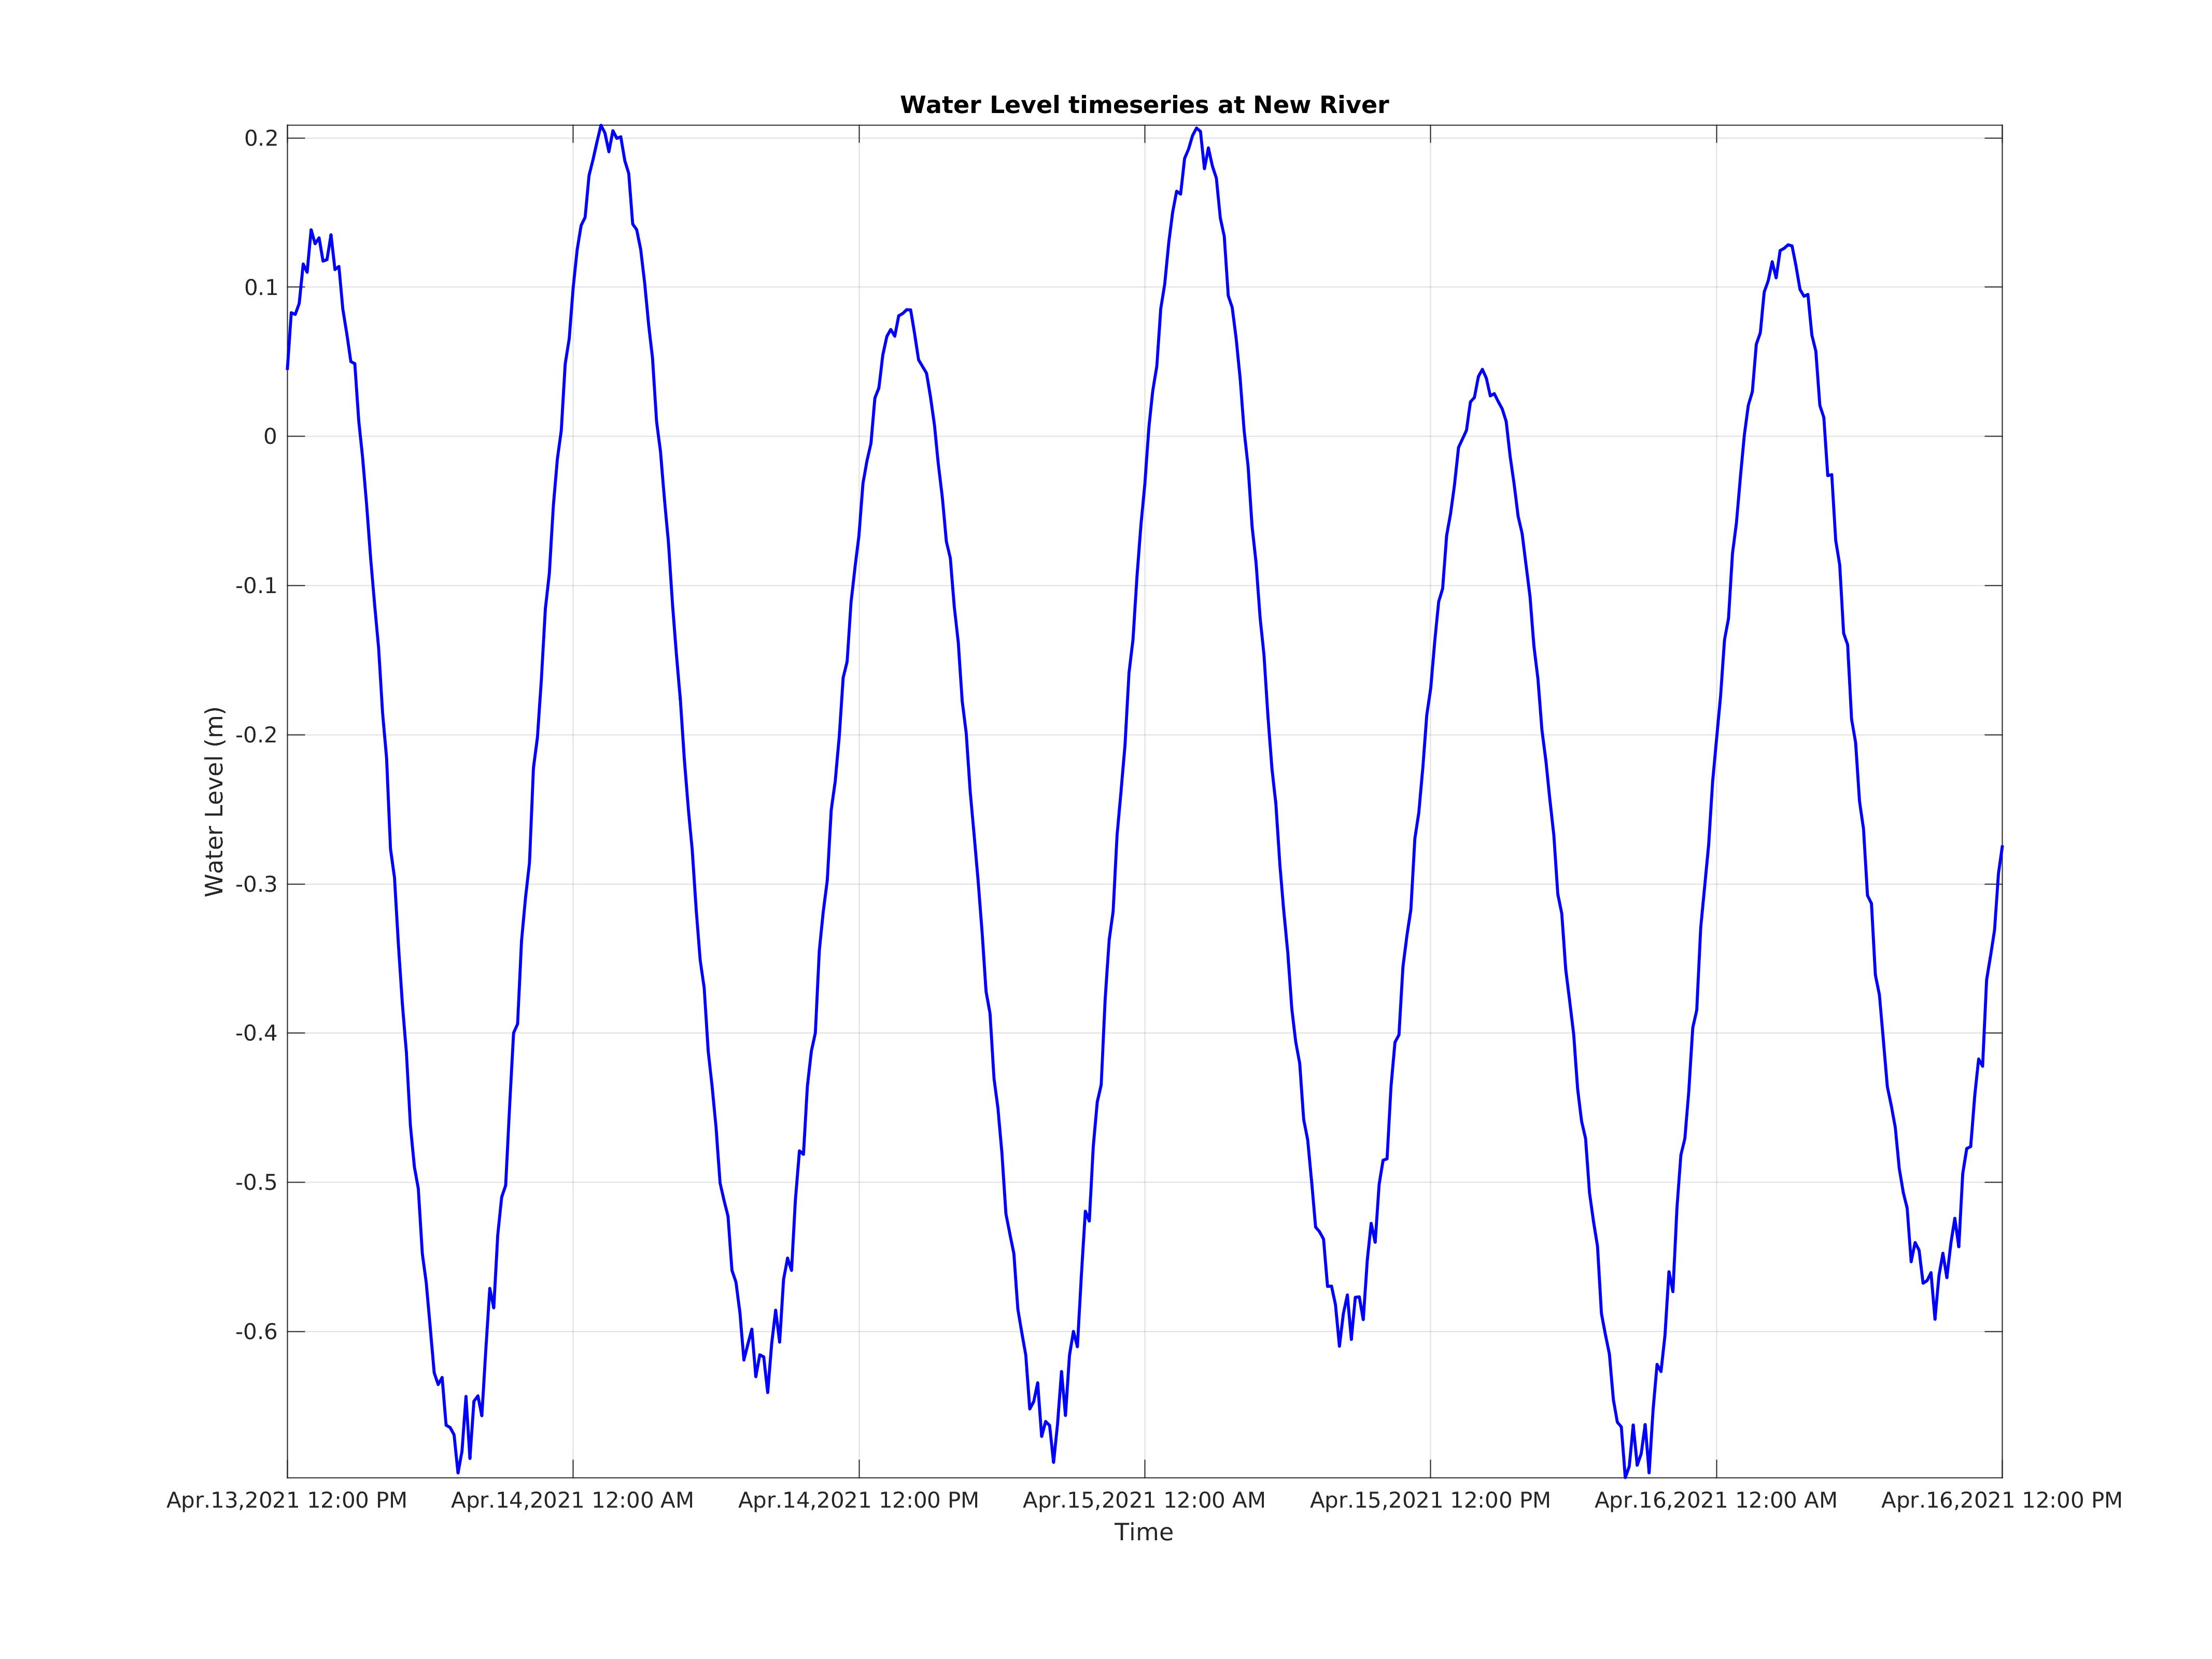 Water Level timeseries at New River
0.2
0.1
0
-0.1
-0.2
-0.3
-0.4
-0.5
-0.6
Water Level (m)
Apr.13,2021 12:00 PM
Apr.14,2021 12:00 AM
Apr.14,2021 12:00 PM
Apr.15,2021 12:00 AM
Apr.15,2021 12:00 PM
Apr.16,2021 12:00 AM
Apr.16,2021 12:00 PM
Time